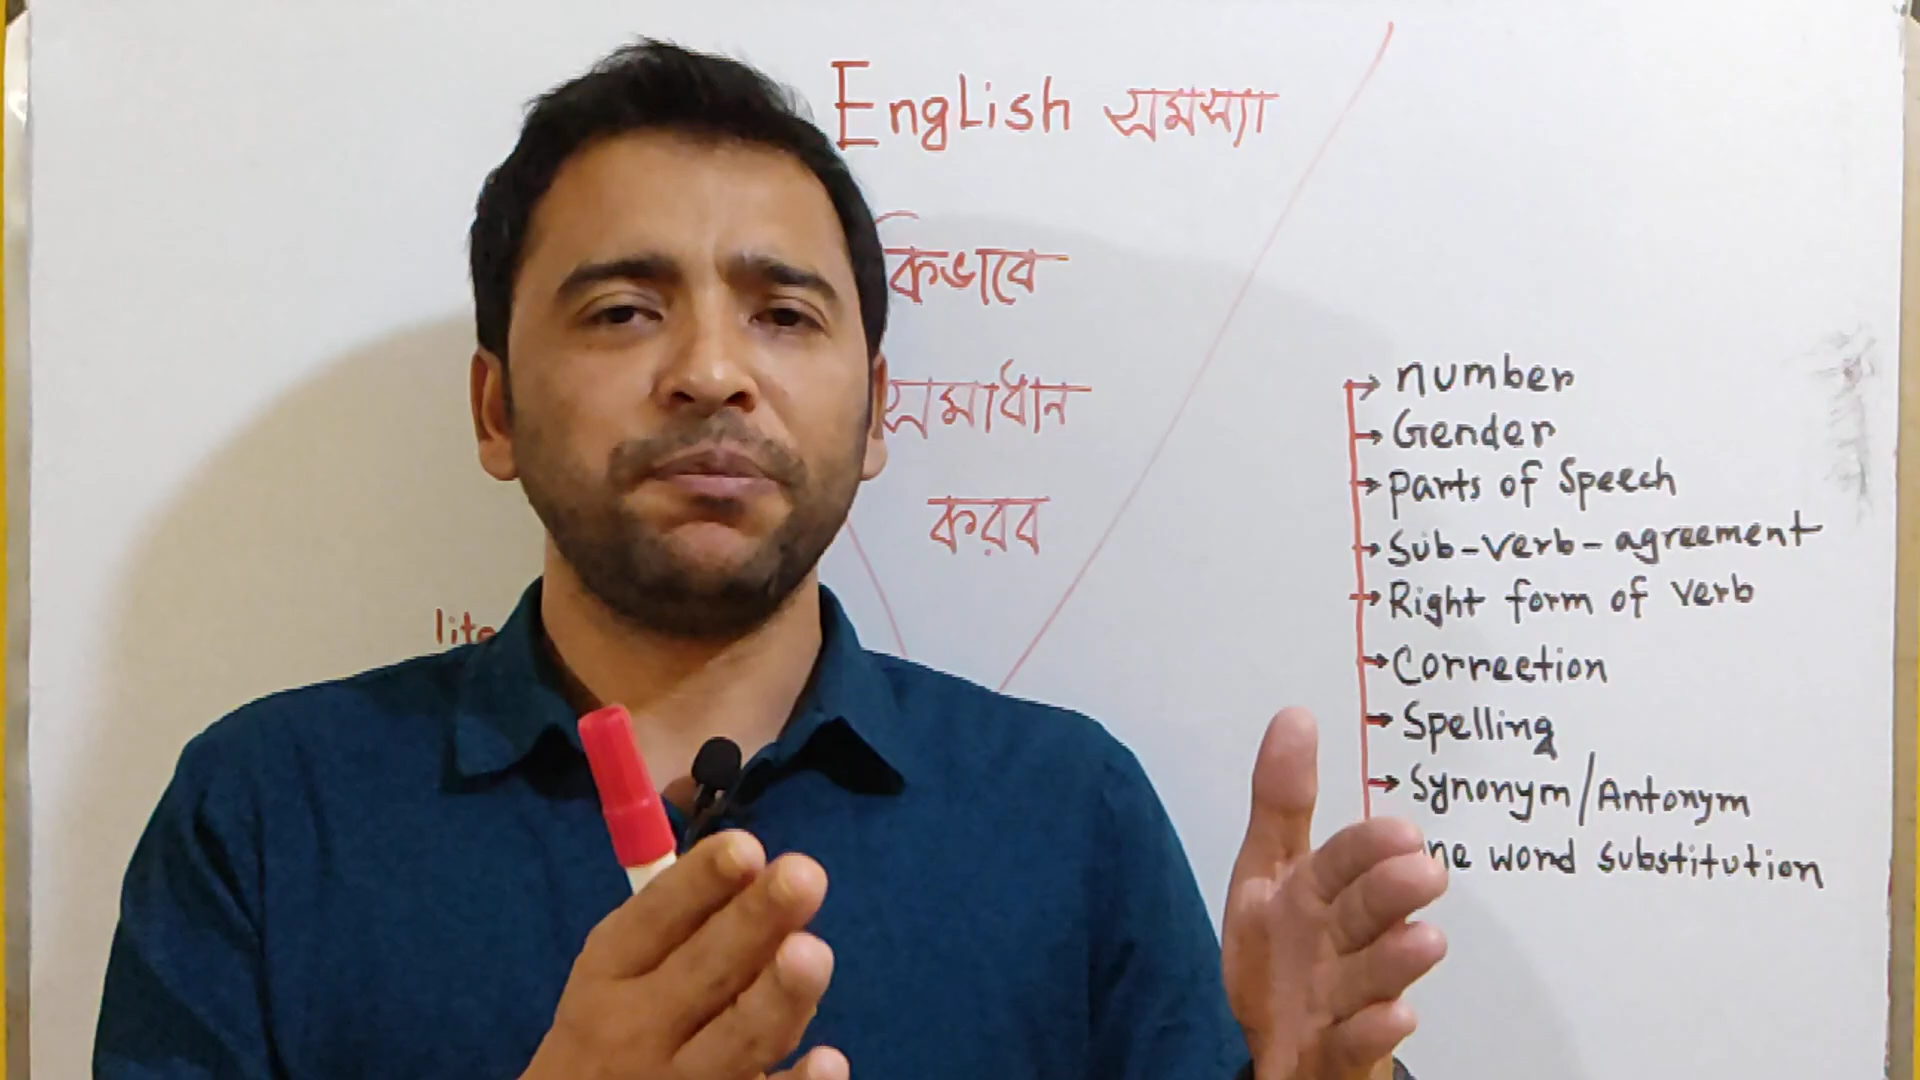 English সমস্যা
কিভাবে
সমাধান
করব
number
Gender
parts of speech
Sub-verb-agreement
Right form of verb
Correction
Spelling
Synonym/Antonym
word substitution